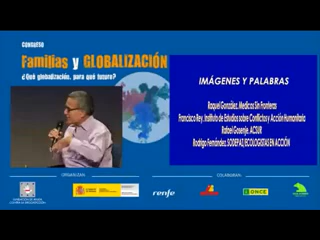 CONGRESO
Familias y GLOBALIZACIÓN
¿Qué globalización, para qué futuro?
IMÁGENES Y PALABRAS
Raquel González, Medicos Sin Fronteras
Francisco Rey, Instituto de Estudios sobre Conflictos y Acción Humanitaria
Rafael Gosenje, ACSUR
Rodrigo Fernández, SODEPAZ/ECOLOGISTAS EN ACCIÓN
ORGANIZAN
COLABORAN
renfe
ONCE